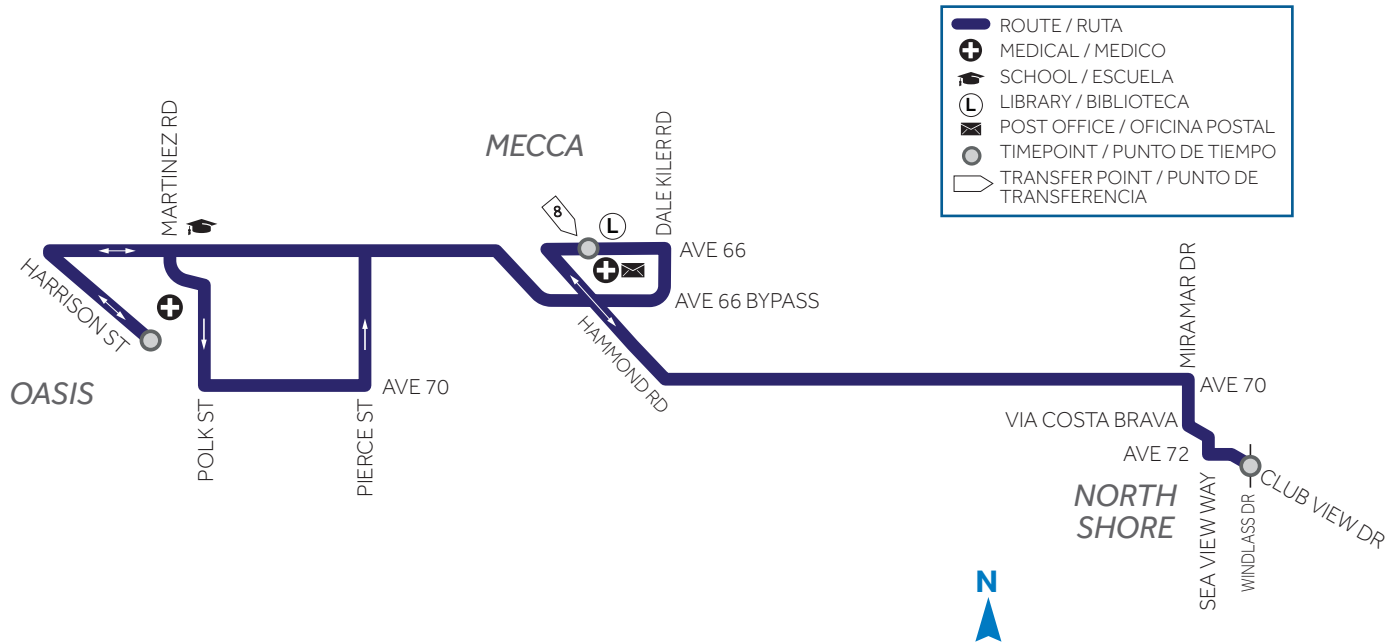 ROUTE / RUTA
MEDICAL / MEDICO
SCHOOL / ESCUELA
L
LIBRARY / BIBLIOTECA
POST OFFICE / OFICINA POSTAL
TIMEPOINT / PUNTO DE TIEMPO
TRANSFER POINT / PUNTO DE
TRANSFERENCIA
MARTINEZ RD
MECCA
DALE KILER RD
8
L
AVE 66
HARRISON ST
AVE 66 BYPASS
MIRAMAR DR
HAMMOND RD
OASIS
AVE 70
AVE 70
POLK ST
PIERCE ST
VIA COSTA BRAVA
AVE 72
CLUB VIEW DR
NORTH
SHORE
SEA VIEW WAY
WINDLASS DR
N